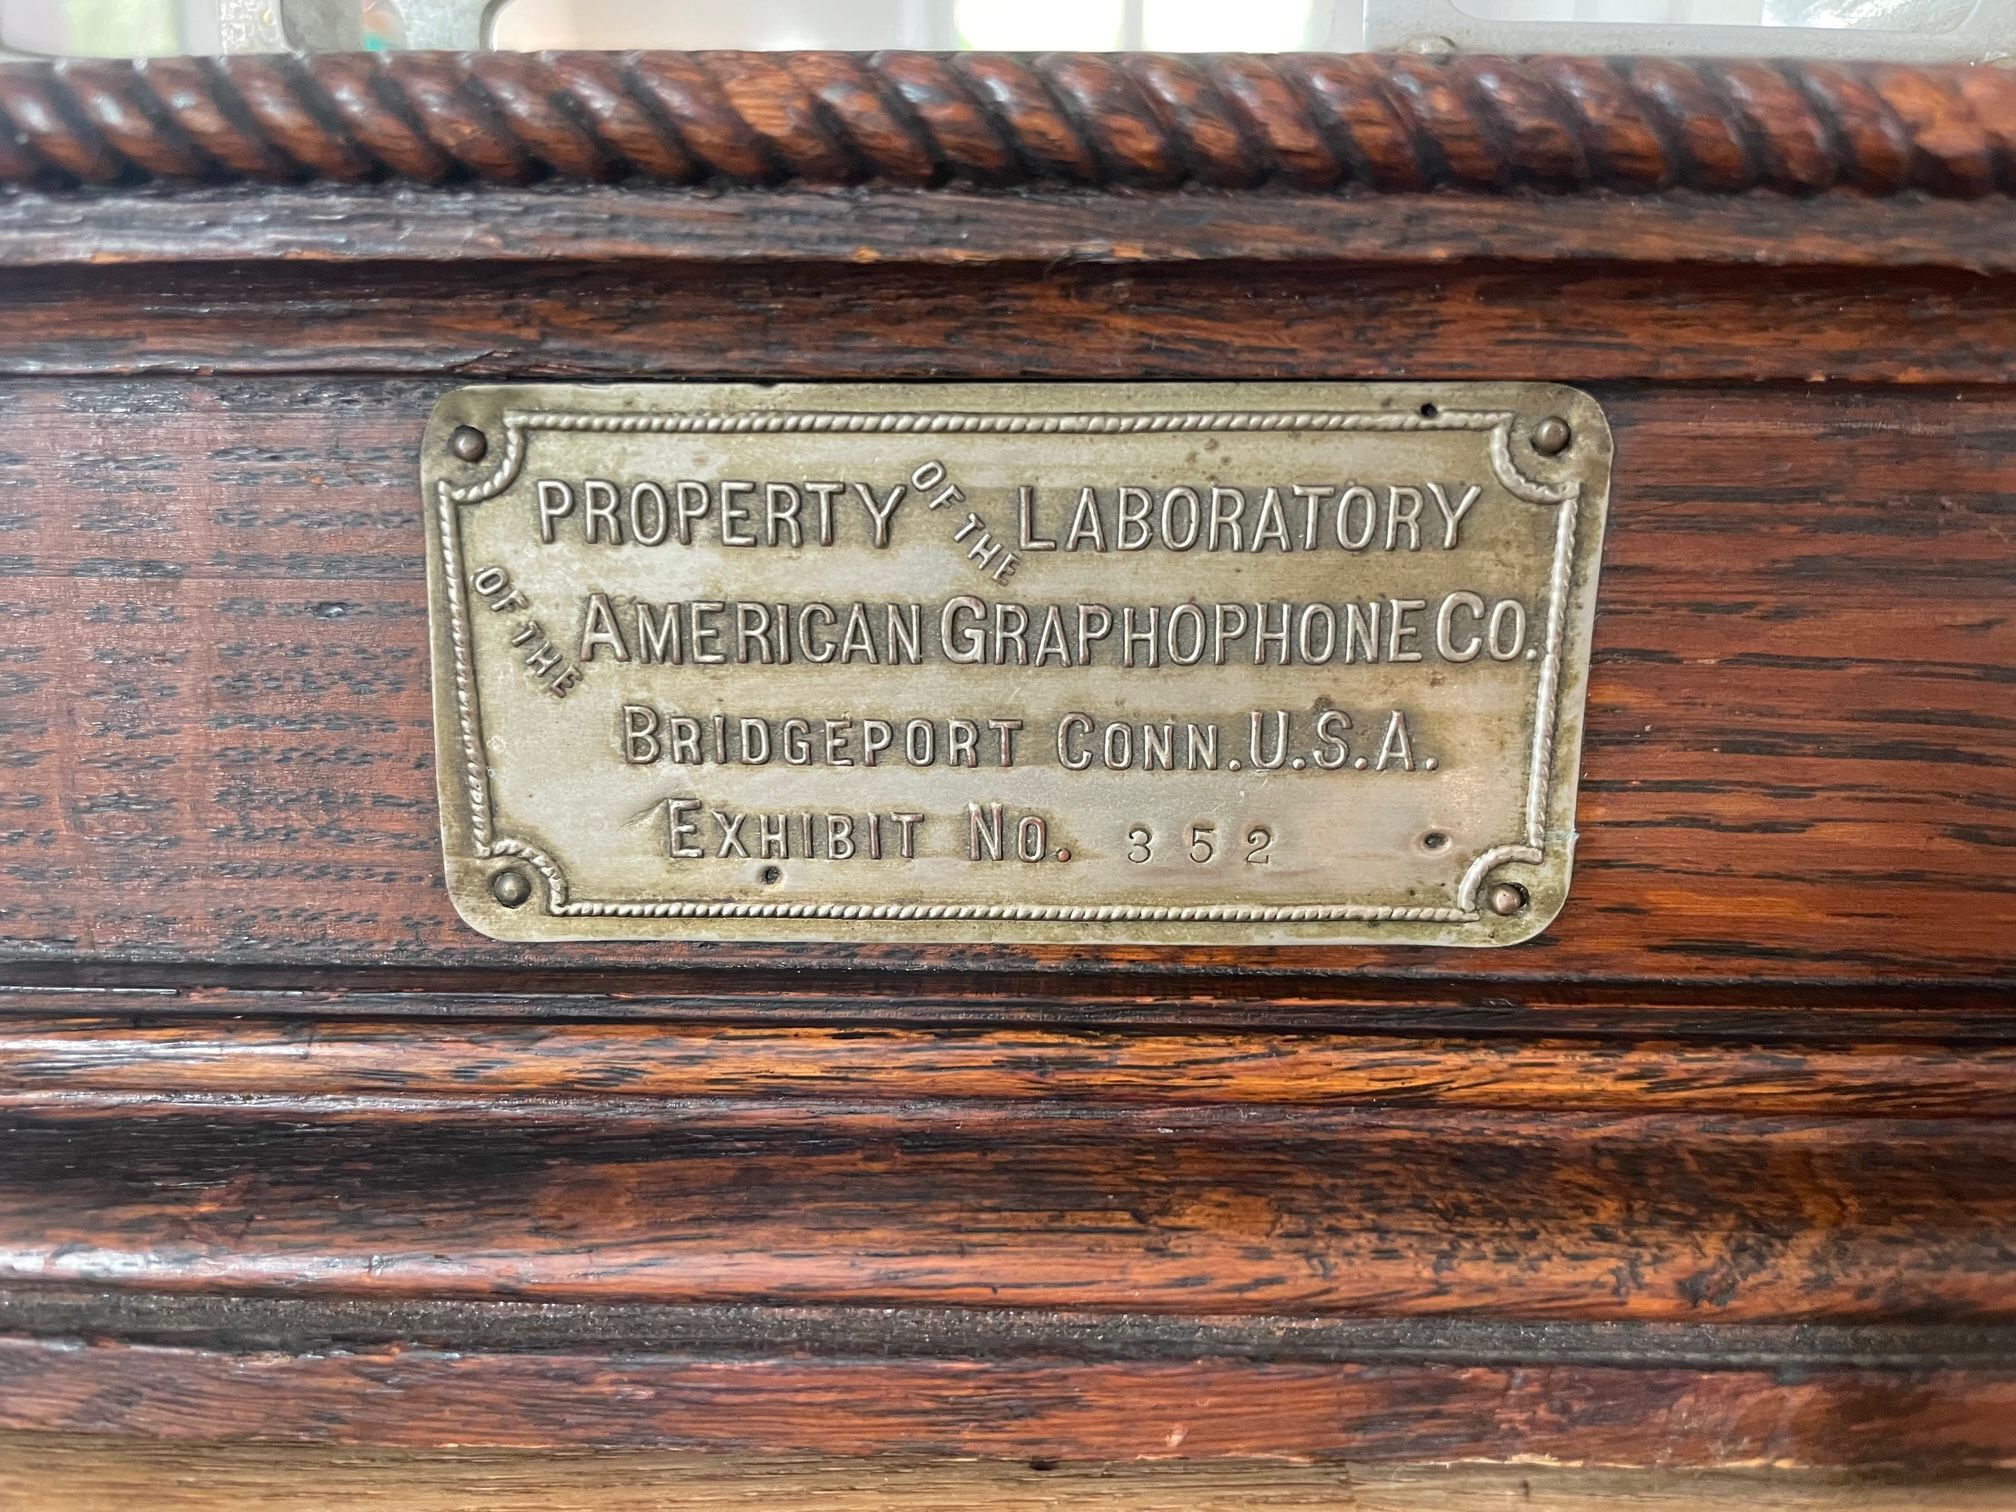 PROPERTY OF THE LABORATORY
OF THE AMERICAN GRAPHOPHONE CO.
BRIDGEPORT CONN. U.S.A.
EXHIBIT NO. 352